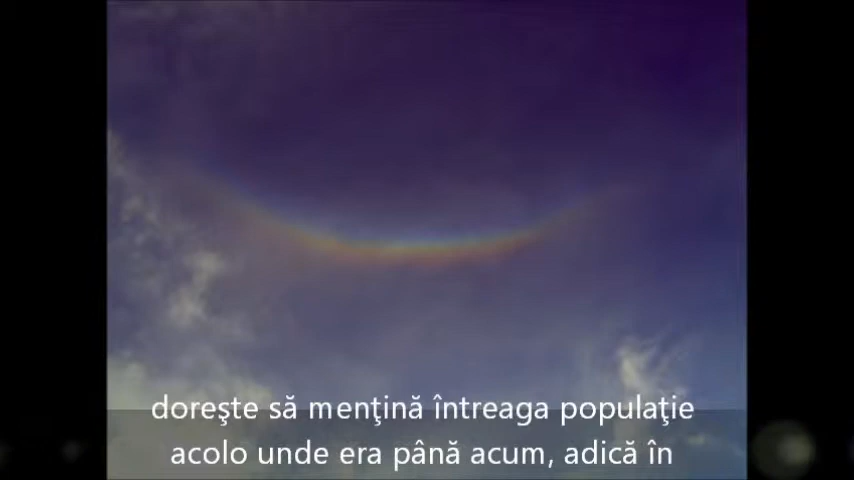 doreşte să menţină întreaga populaţie
acolo unde era până acum, adică în